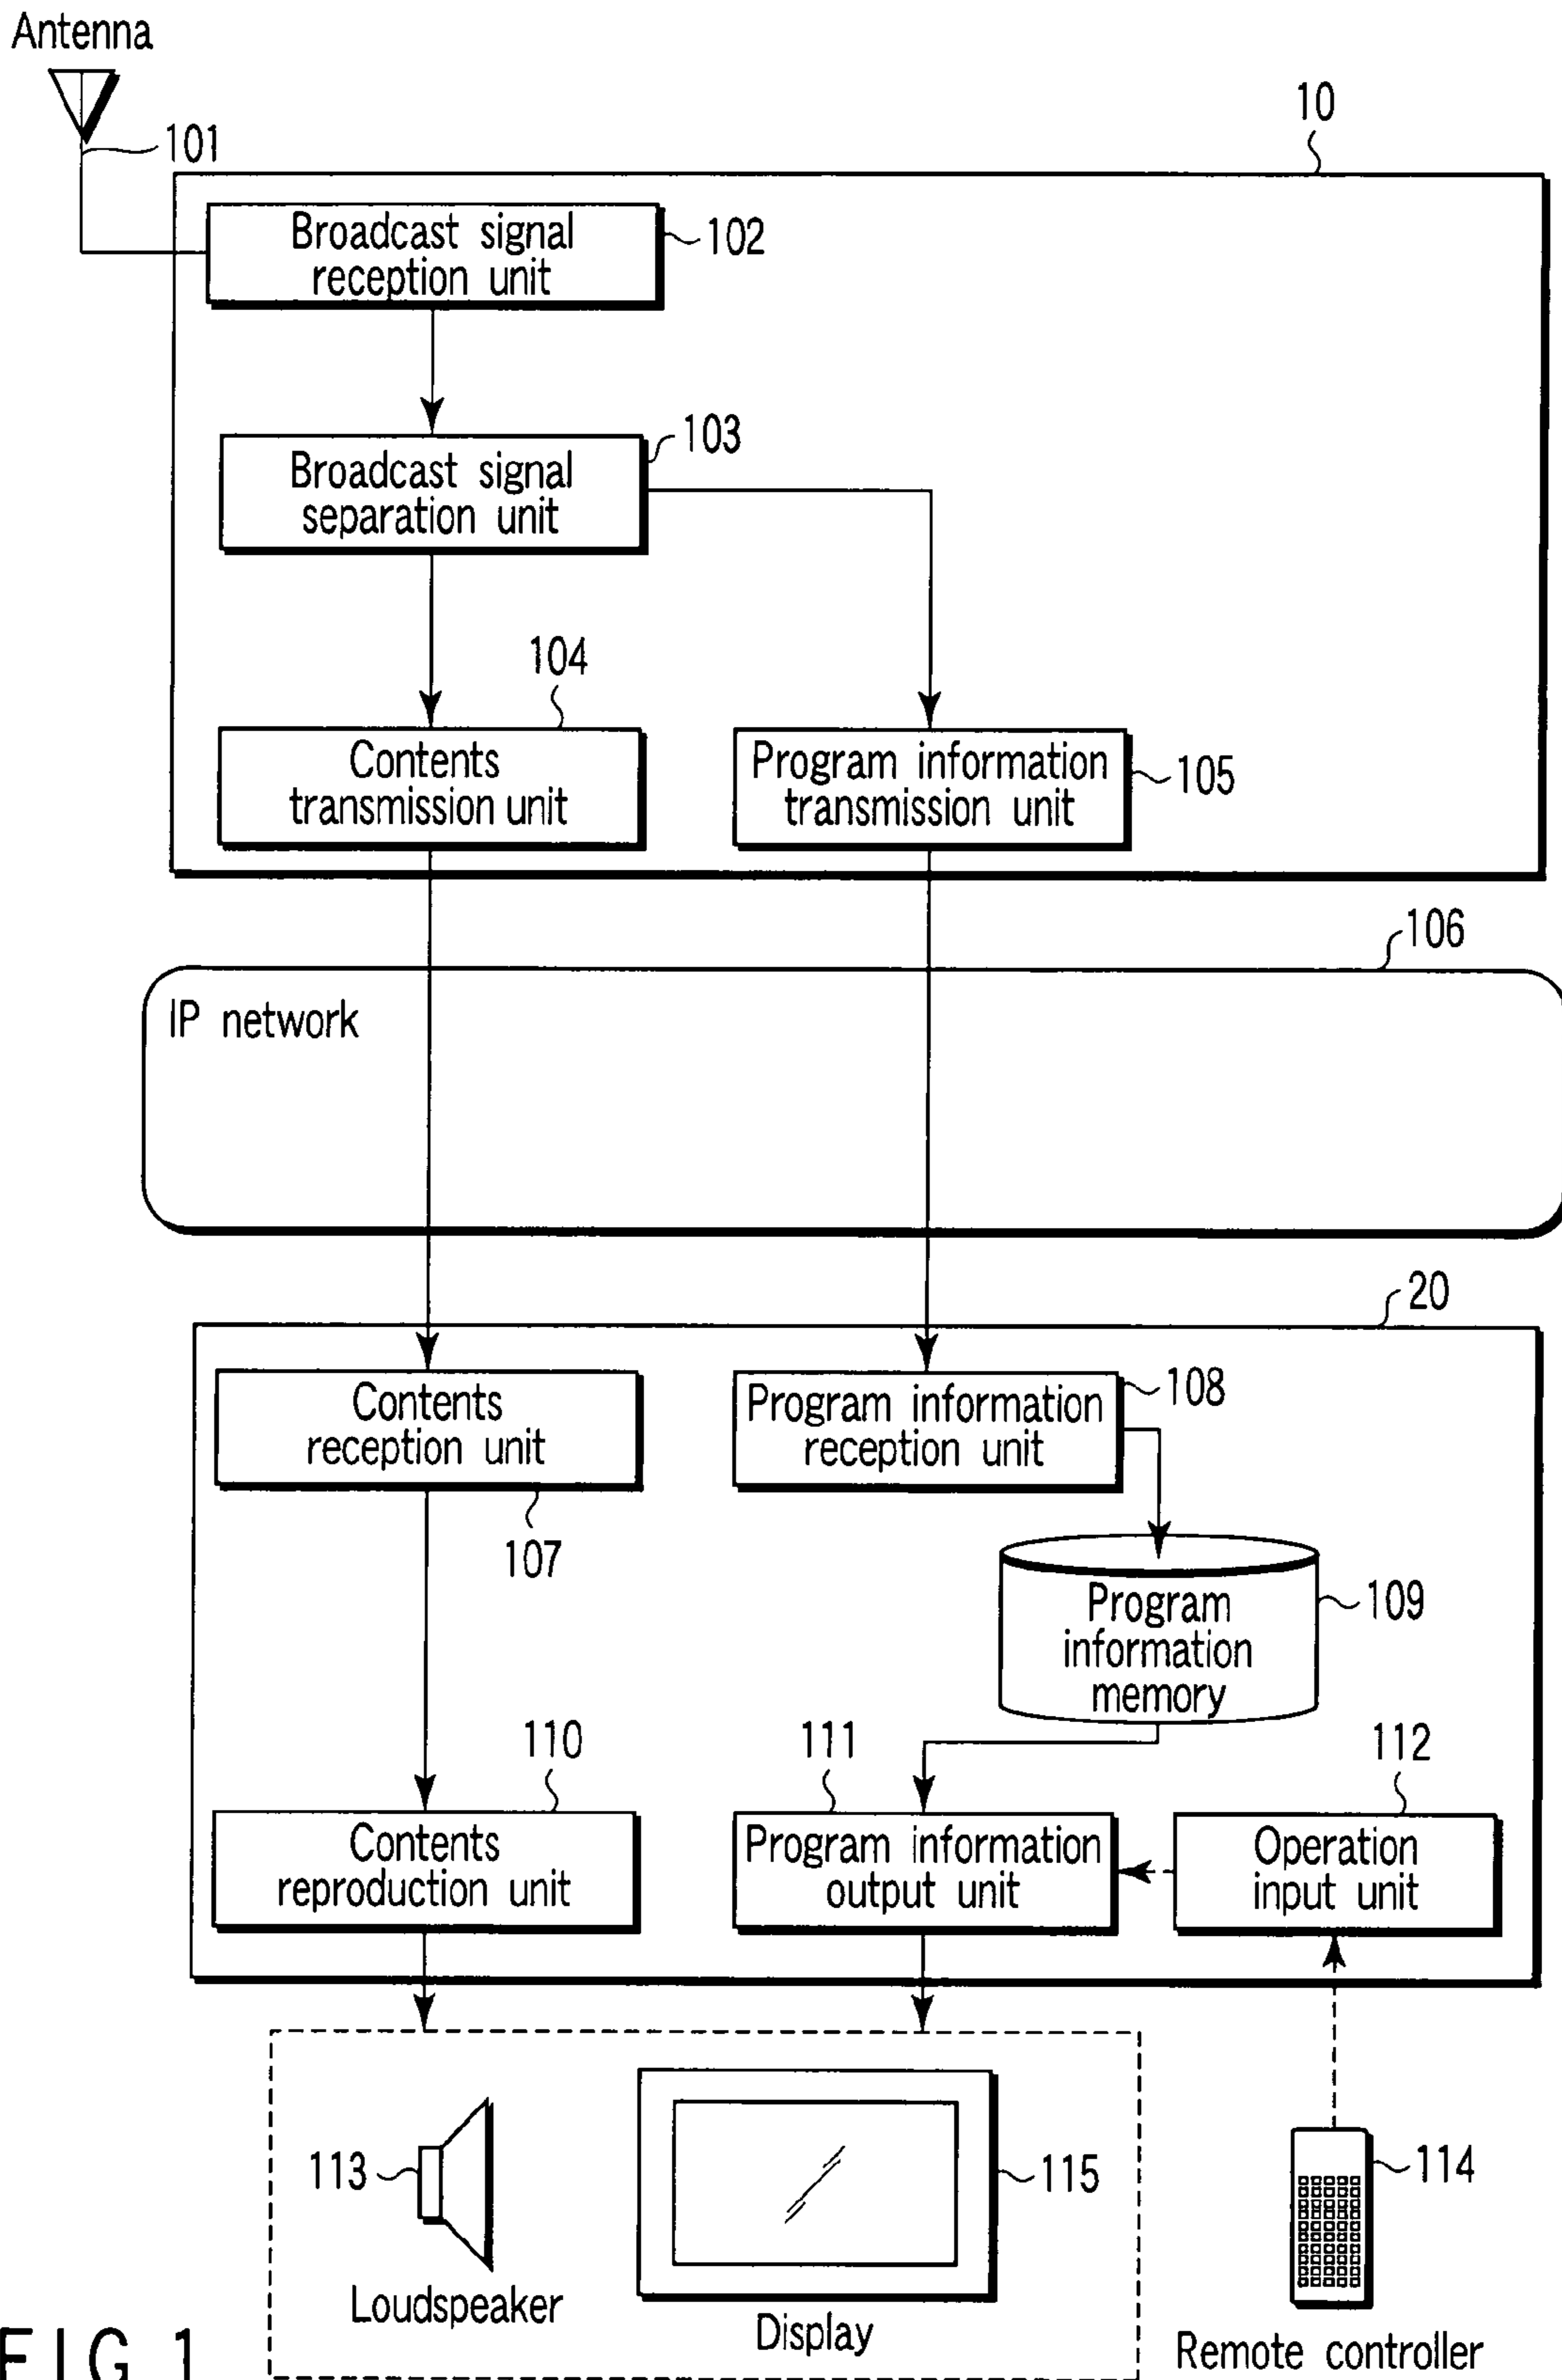 Antenna
101
10
Broadcast signal
reception unit
102
Broadcast signal
separation unit
103
104
Contents
transmission unit
Program information
transmission unit
105
106
IP network
20
Contents
reception unit
107
Program information
reception unit
108
Program
information
memory
109
110
111
112
Contents
reproduction unit
Program information
output unit
Operation
input unit
113
115
114
Loudspeaker
Display
Remote controller
FIG. 1